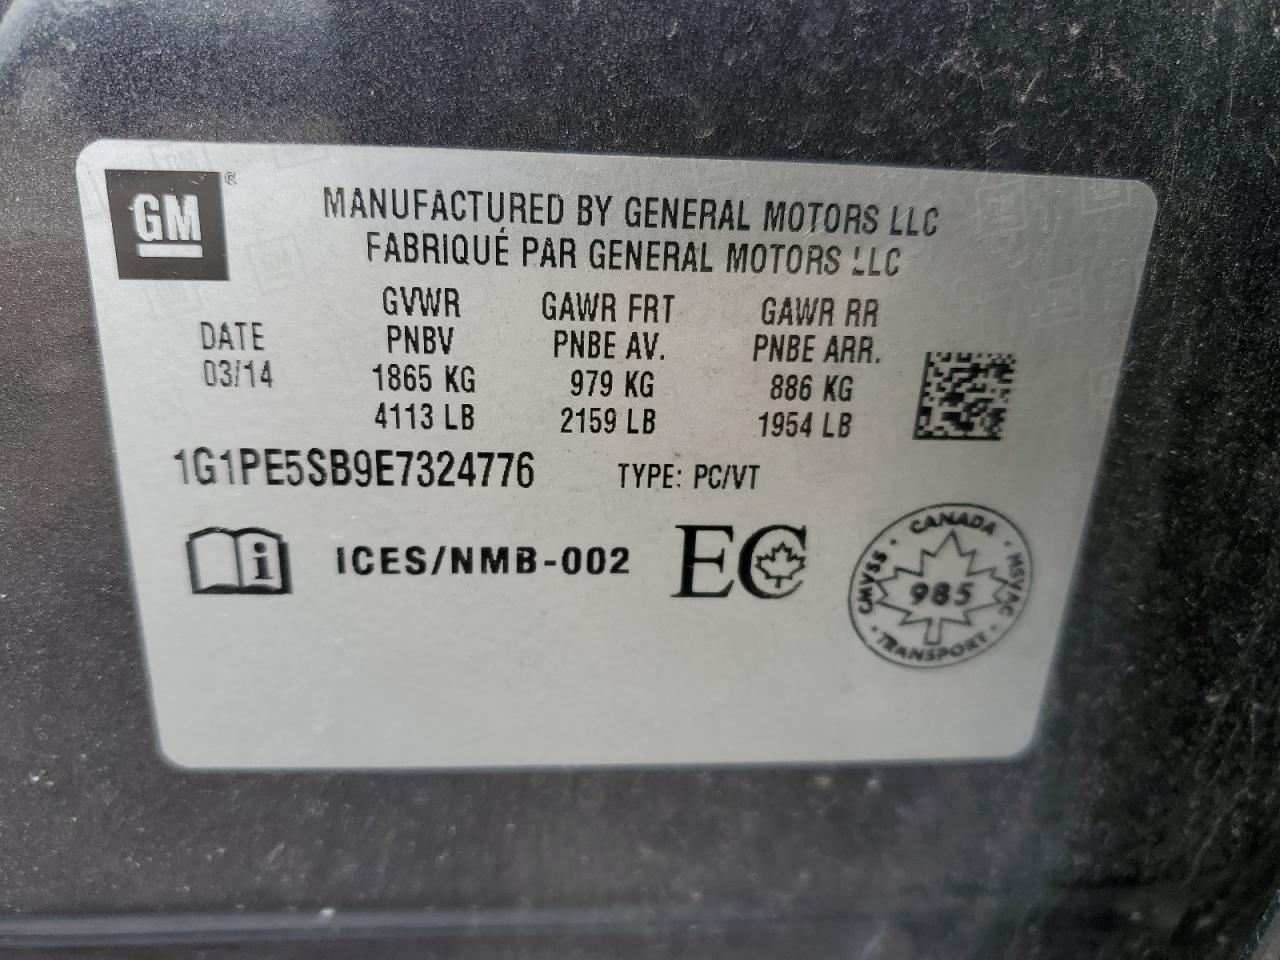 GM ®
MANUFACTURED BY GENERAL MOTORS LLC
FABRIQUÉ PAR GENERAL MOTORS LLC
DATE
03/14
GVWR
PNBV
1865 KG
4113 LB
GAWR FRT
PNBE AV.
979 KG
2159 LB
GAWR RR
PNBE ARR.
886 KG
1954 LB
1G1PE5SB9E7324776 TYPE: PC/VT
i ICES/NMB-002 EC
CANADA · NSVAC · TRANSPORT · CMVSS ·
985